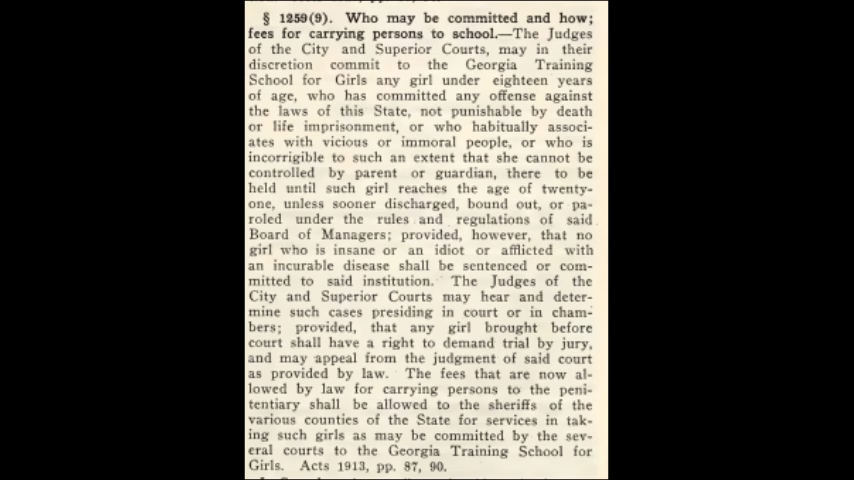 § 1259(9). Who may be committed and how;
fees for carrying persons to school.—The Judges
of the City and Superior Courts, may in their
discretion commit to the Georgia Training
School for Girls any girl under eighteen years
of age, who has committed any offense against
the laws of this State, not punishable by death
or life imprisonment, or who habitually associ-
ates with vicious or immoral people, or who is
incorrigible to such an extent that she cannot be
controlled by parent or guardian, there to be
held until such girl reaches the age of twenty-
one, unless sooner discharged, bound out, or pa-
roled under the rules and regulations of said
Board of Managers; provided, however, that no
girl who is insane or an idiot or afflicted with
an incurable disease shall be sentenced or com-
mitted to said institution. The Judges of the
City and Superior Courts may hear and deter-
mine such cases presiding in court or in cham-
bers; provided, that any girl brought before
court shall have a right to demand trial by jury,
and may appeal from the judgment of said court
as provided by law. The fees that are now al-
lowed by law for carrying persons to the peni-
tentiary shall be allowed to the sheriffs of the
various counties of the State for services in tak-
ing such girls as may be committed by the sev-
eral courts to the Georgia Training School for
Girls. Acts 1913, pp. 87, 90.